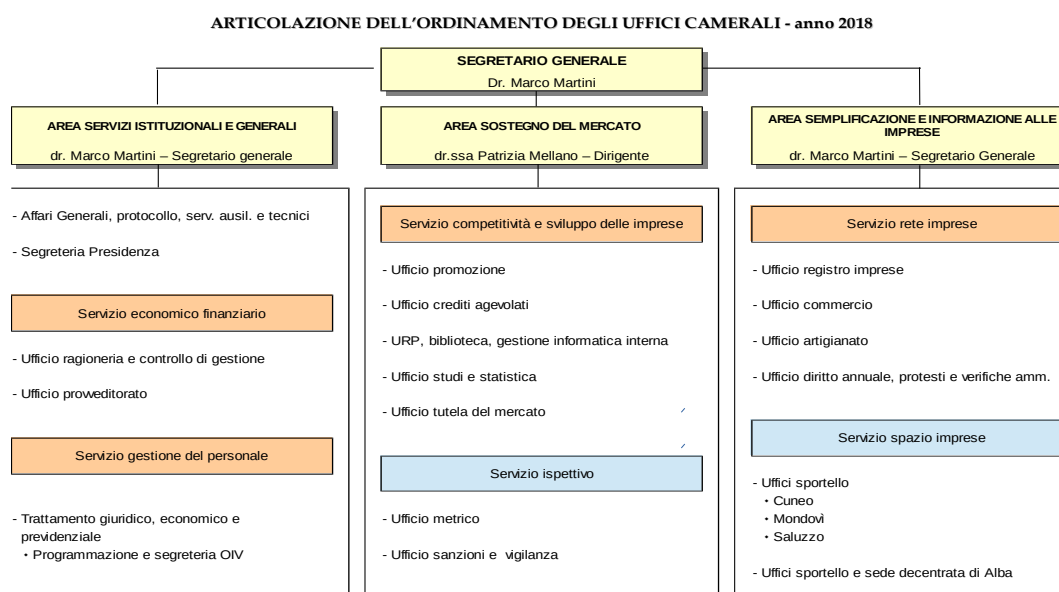 ARTICOLAZIONE DELL'ORDINAMENTO DEGLI UFFICI CAMERALI - anno 2018
SEGRETARIO GENERALE
Dr. Marco Martini
AREA SERVIZI ISTITUZIONALI E GENERALI
dr. Marco Martini – Segretario generale
- Affari Generali, protocollo, serv. ausil. e tecnici
- Segreteria Presidenza
Servizio economico finanziario
- Ufficio ragioneria e controllo di gestione
- Ufficio provveditorato
Servizio gestione del personale
- Trattamento giuridico, economico e
previdenziale
• Programmazione e segreteria OIV
AREA SOSTEGNO DEL MERCATO
dr.ssa Patrizia Mellano – Dirigente
Servizio competitività e sviluppo delle imprese
- Ufficio promozione
- Ufficio crediti agevolati
- URP, biblioteca, gestione informatica interna
- Ufficio studi e statistica
- Ufficio tutela del mercato
Servizio ispettivo
- Ufficio metrico
- Ufficio sanzioni e vigilanza
AREA SEMPLIFICAZIONE E INFORMAZIONE ALLE
IMPRESE
dr. Marco Martini – Segretario Generale
Servizio rete imprese
- Ufficio registro imprese
- Ufficio commercio
- Ufficio artigianato
- Ufficio diritto annuale, protesti e verifiche amm.
Servizio spazio imprese
- Uffici sportello
• Cuneo
• Mondovì
• Saluzzo
- Uffici sportello e sede decentrata di Alba